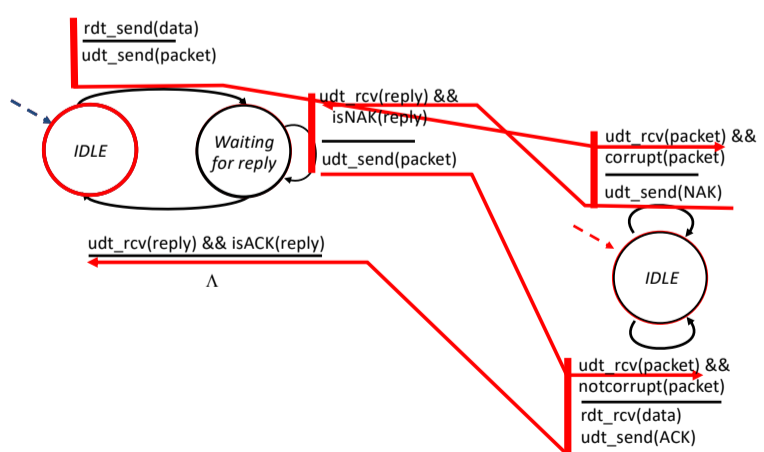 rdt_send(data)
udt_send(packet)
udt_rcv(reply) &&
isNAK(reply)
udt_send(packet)
IDLE
Waiting
for reply
udt_rcv(packet) &&
corrupt(packet)
udt_send(NAK)
udt_rcv(reply) && isACK(reply)
Λ
IDLE
udt_rcv(packet) &&
notcorrupt(packet)
rdt_rcv(data)
udt_send(ACK)